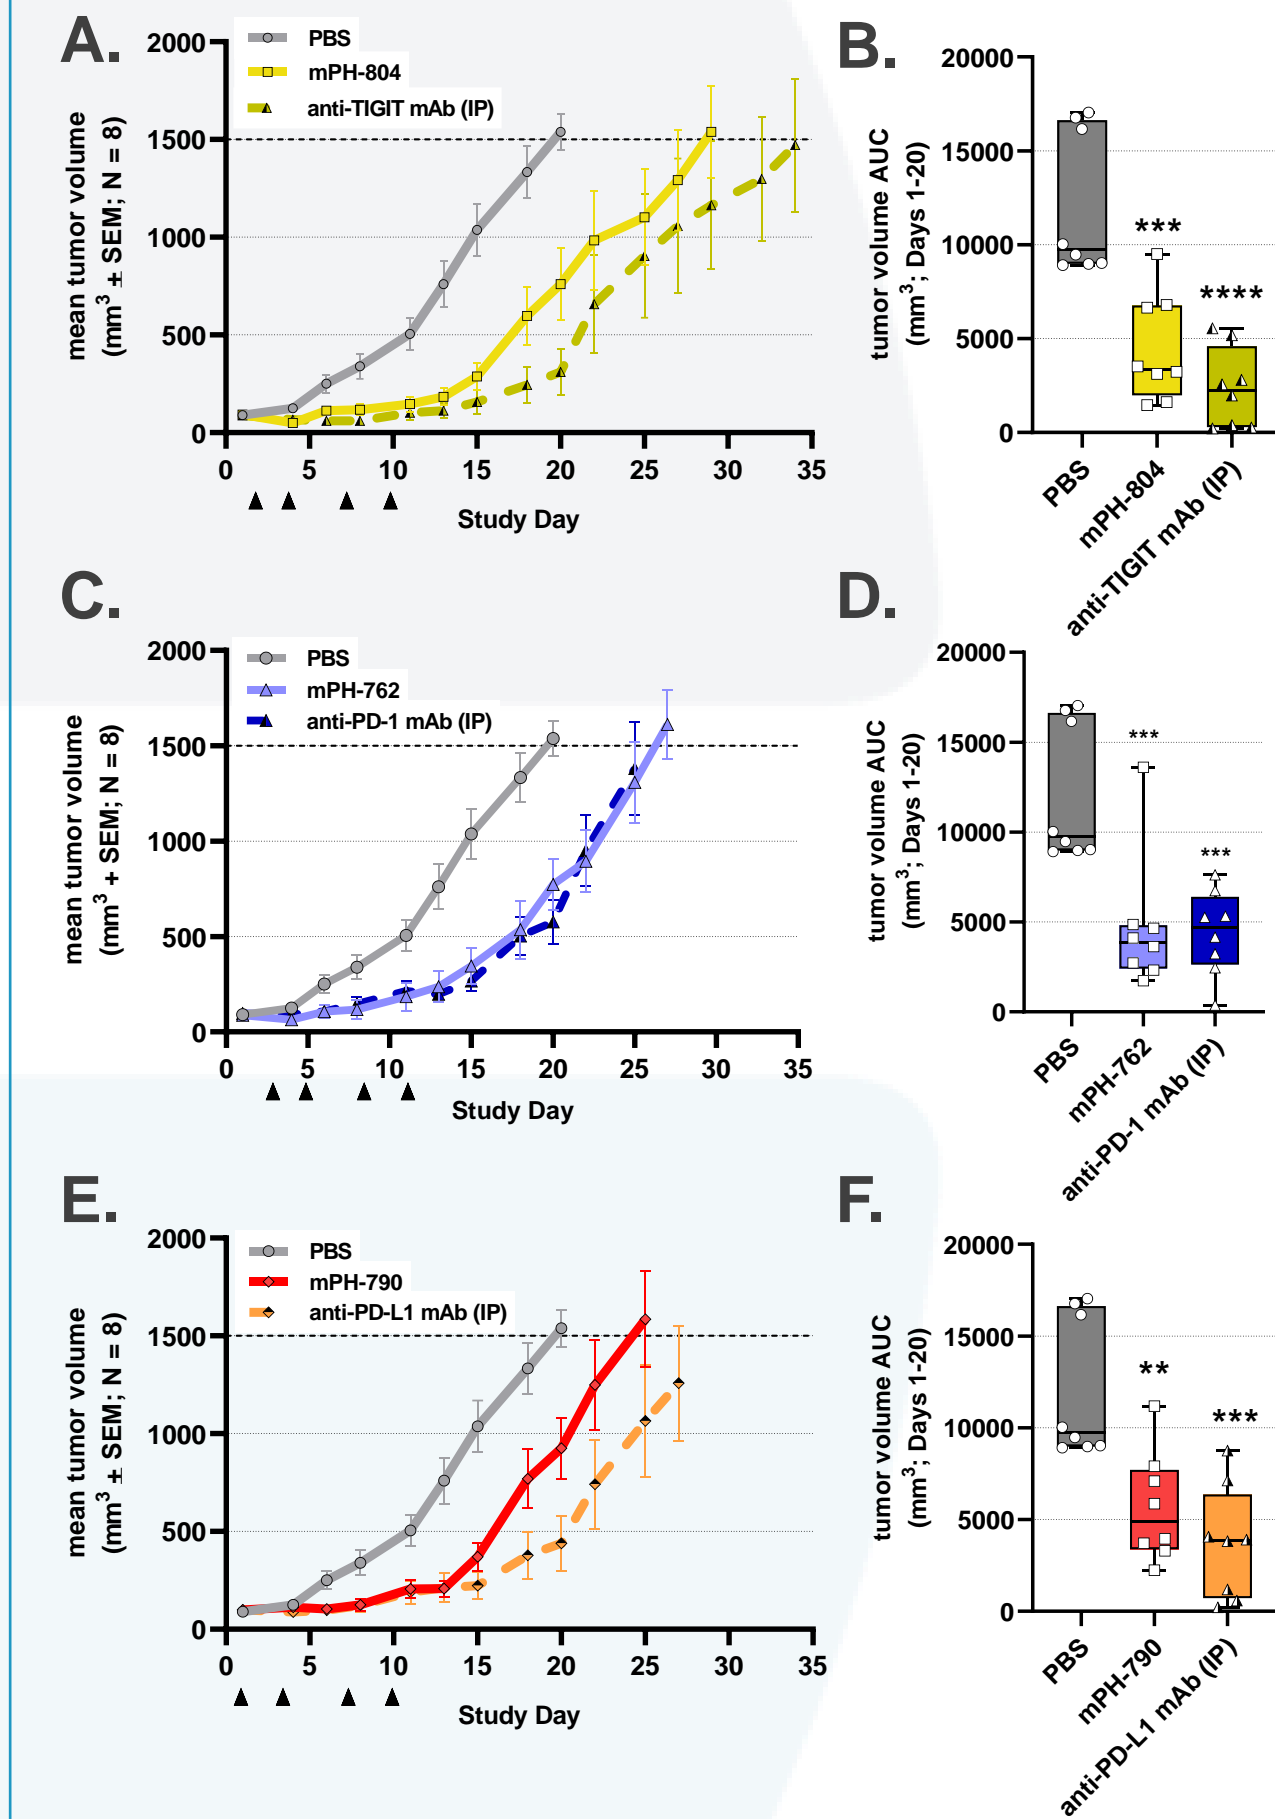 A.
PBS
mPH-804
anti-TIGIT mAb (IP)
mean tumor volume
(mm³ ± SEM; N = 8)
2000
1500
1000
500
0
0 5 10 15 20 25 30 35
Study Day
B.
tumor volume AUC
(mm³; Days 1-20)
20000
15000
10000
5000
0
***
****
PBS
mPH-804
anti-TIGIT mAb (IP)
C.
PBS
mPH-762
anti-PD-1 mAb (IP)
mean tumor volume
(mm³ + SEM; N = 8)
2000
1500
1000
500
0
0 5 10 15 20 25 30 35
Study Day
D.
tumor volume AUC
(mm³; Days 1-20)
20000
15000
10000
5000
0
***
***
PBS
mPH-762
anti-PD-1 mAb (IP)
E.
PBS
mPH-790
anti-PD-L1 mAb (IP)
mean tumor volume
(mm³ ± SEM; N = 8)
2000
1500
1000
500
0
0 5 10 15 20 25 30 35
Study Day
F.
tumor volume AUC
(mm³; Days 1-20)
20000
15000
10000
5000
0
**
***
PBS
mPH-790
anti-PD-L1 mAb (IP)